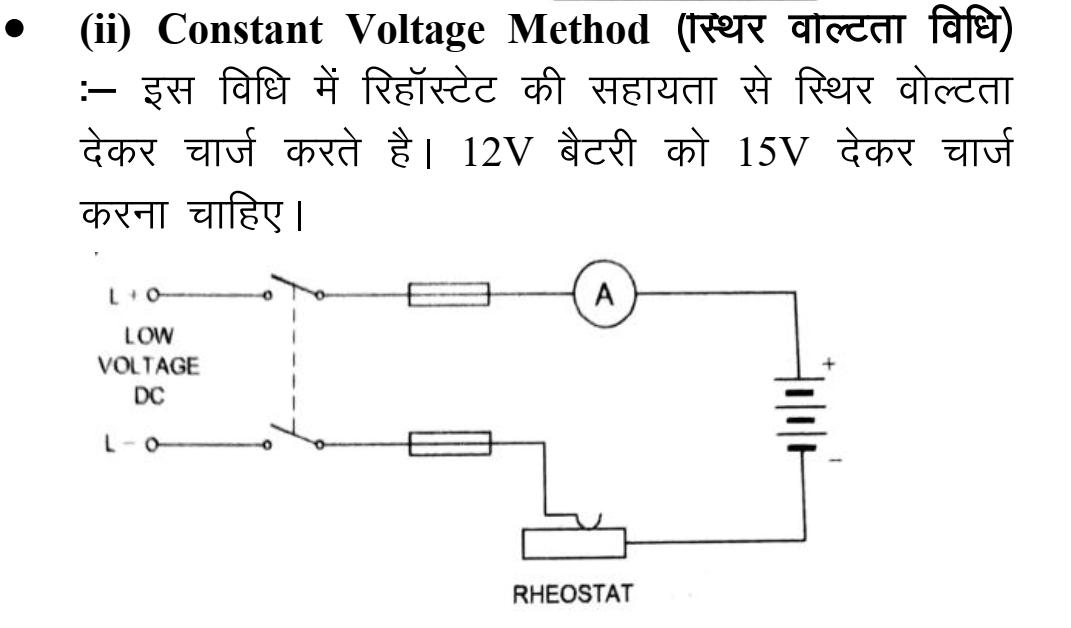 • (ii) Constant Voltage Method (स्थिर वोल्टता विधि)
:– इस विधि में रिहॉस्टेट की सहायता से स्थिर वोल्टता
देकर चार्ज करते है। 12V बैटरी को 15V देकर चार्ज
करना चाहिए।
L +
A
LOW
VOLTAGE
DC
+
L -
–
RHEOSTAT